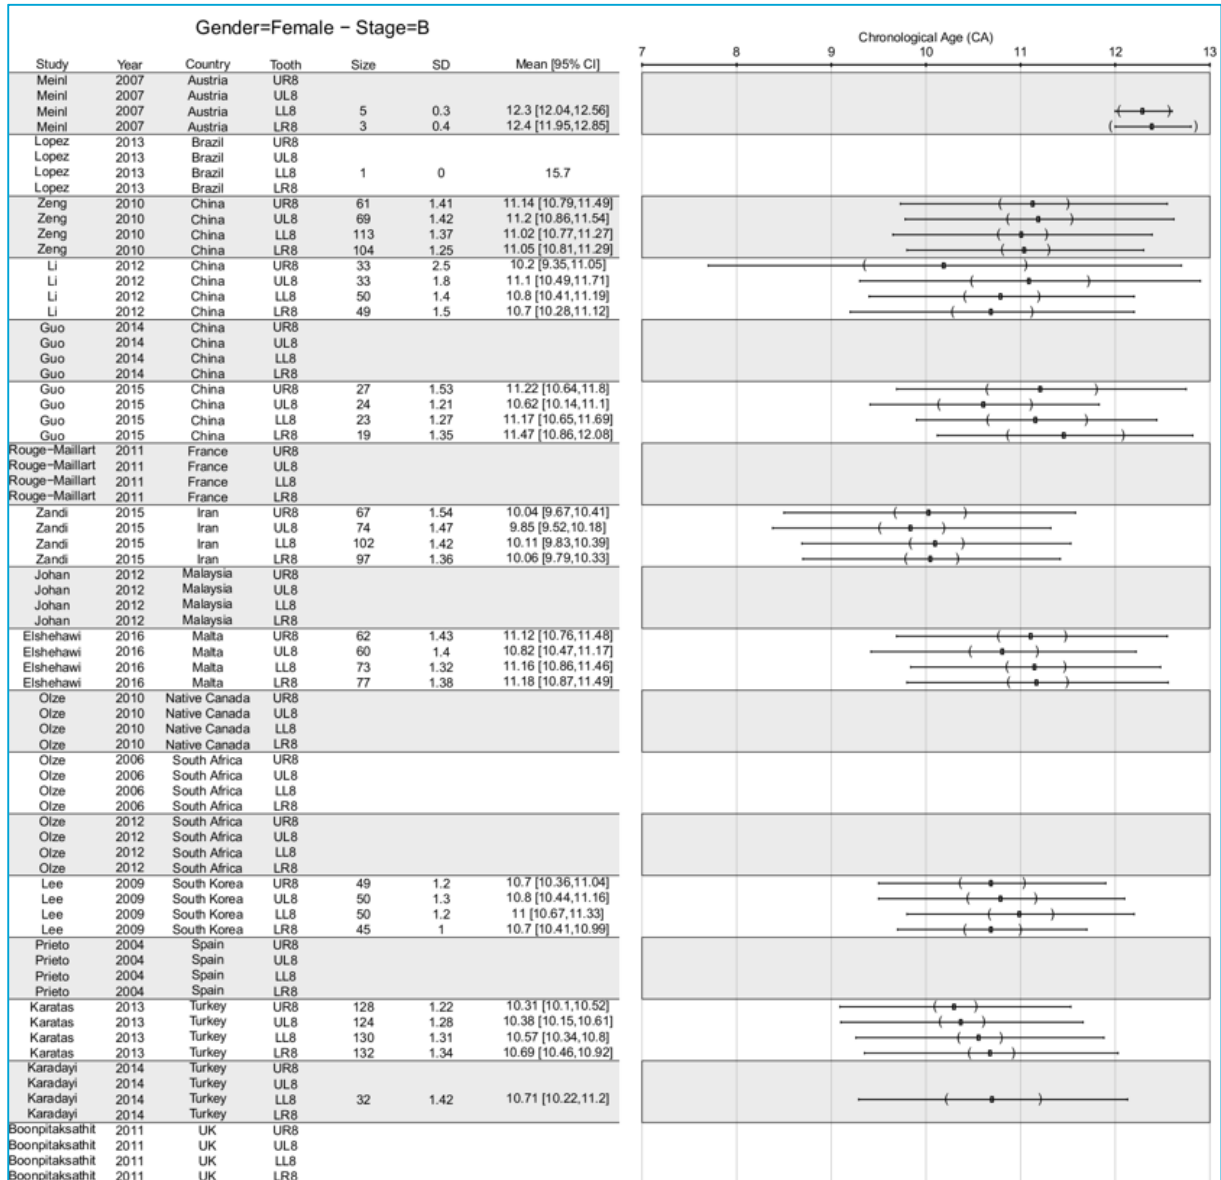 Gender=Female − Stage=B
Chronological Age (CA)
7 8 9 10 11 12 13
Study Year Country Tooth Size SD Mean [95% CI]
Meinl 2007 Austria UR8
Meinl 2007 Austria UL8
Meinl 2007 Austria LL8 5 0.3 12.3 [12.04,12.56]
Meinl 2007 Austria LR8 3 0.4 12.4 [11.95,12.85]
Lopez 2013 Brazil UR8
Lopez 2013 Brazil UL8
Lopez 2013 Brazil LL8 1 0 15.7
Lopez 2013 Brazil LR8
Zeng 2010 China UR8 61 1.41 11.14 [10.79,11.49]
Zeng 2010 China UL8 69 1.42 11.2 [10.86,11.54]
Zeng 2010 China LL8 113 1.37 11.02 [10.77,11.27]
Zeng 2010 China LR8 104 1.25 11.05 [10.81,11.29]
Li 2012 China UR8 33 2.5 10.2 [9.35,11.05]
Li 2012 China UL8 33 1.8 11.1 [10.49,11.71]
Li 2012 China LL8 50 1.4 10.8 [10.41,11.19]
Li 2012 China LR8 49 1.5 10.7 [10.28,11.12]
Guo 2014 China UR8
Guo 2014 China UL8
Guo 2014 China LL8
Guo 2014 China LR8
Guo 2015 China UR8 27 1.53 11.22 [10.64,11.8]
Guo 2015 China UL8 24 1.21 10.62 [10.14,11.1]
Guo 2015 China LL8 23 1.27 11.17 [10.65,11.69]
Guo 2015 China LR8 19 1.35 11.47 [10.86,12.08]
Rouge−Maillart 2011 France UR8
Rouge−Maillart 2011 France UL8
Rouge−Maillart 2011 France LL8
Rouge−Maillart 2011 France LR8
Zandi 2015 Iran UR8 67 1.54 10.04 [9.67,10.41]
Zandi 2015 Iran UL8 74 1.47 9.85 [9.52,10.18]
Zandi 2015 Iran LL8 102 1.42 10.11 [9.83,10.39]
Zandi 2015 Iran LR8 97 1.36 10.06 [9.79,10.33]
Johan 2012 Malaysia UR8
Johan 2012 Malaysia UL8
Johan 2012 Malaysia LL8
Johan 2012 Malaysia LR8
Elshehawi 2016 Malta UR8 62 1.43 11.12 [10.76,11.48]
Elshehawi 2016 Malta UL8 60 1.4 10.82 [10.47,11.17]
Elshehawi 2016 Malta LL8 73 1.32 11.16 [10.86,11.46]
Elshehawi 2016 Malta LR8 77 1.38 11.18 [10.87,11.49]
Olze 2010 Native Canada UR8
Olze 2010 Native Canada UL8
Olze 2010 Native Canada LL8
Olze 2010 Native Canada LR8
Olze 2006 South Africa UR8
Olze 2006 South Africa UL8
Olze 2006 South Africa LL8
Olze 2006 South Africa LR8
Olze 2012 South Africa UR8
Olze 2012 South Africa UL8
Olze 2012 South Africa LL8
Olze 2012 South Africa LR8
Lee 2009 South Korea UR8 49 1.2 10.7 [10.36,11.04]
Lee 2009 South Korea UL8 50 1.3 10.8 [10.44,11.16]
Lee 2009 South Korea LL8 50 1.2 11 [10.67,11.33]
Lee 2009 South Korea LR8 45 1 10.7 [10.41,10.99]
Prieto 2004 Spain UR8
Prieto 2004 Spain UL8
Prieto 2004 Spain LL8
Prieto 2004 Spain LR8
Karatas 2013 Turkey UR8 128 1.22 10.31 [10.1,10.52]
Karatas 2013 Turkey UL8 124 1.28 10.38 [10.15,10.61]
Karatas 2013 Turkey LL8 130 1.31 10.57 [10.34,10.8]
Karatas 2013 Turkey LR8 132 1.34 10.69 [10.46,10.92]
Karadayi 2014 Turkey UR8
Karadayi 2014 Turkey UL8
Karadayi 2014 Turkey LL8 32 1.42 10.71 [10.22,11.2]
Karadayi 2014 Turkey LR8
Boonpitaksathit 2011 UK UR8
Boonpitaksathit 2011 UK UL8
Boonpitaksathit 2011 UK LL8
Boonpitaksathit 2011 UK LR8